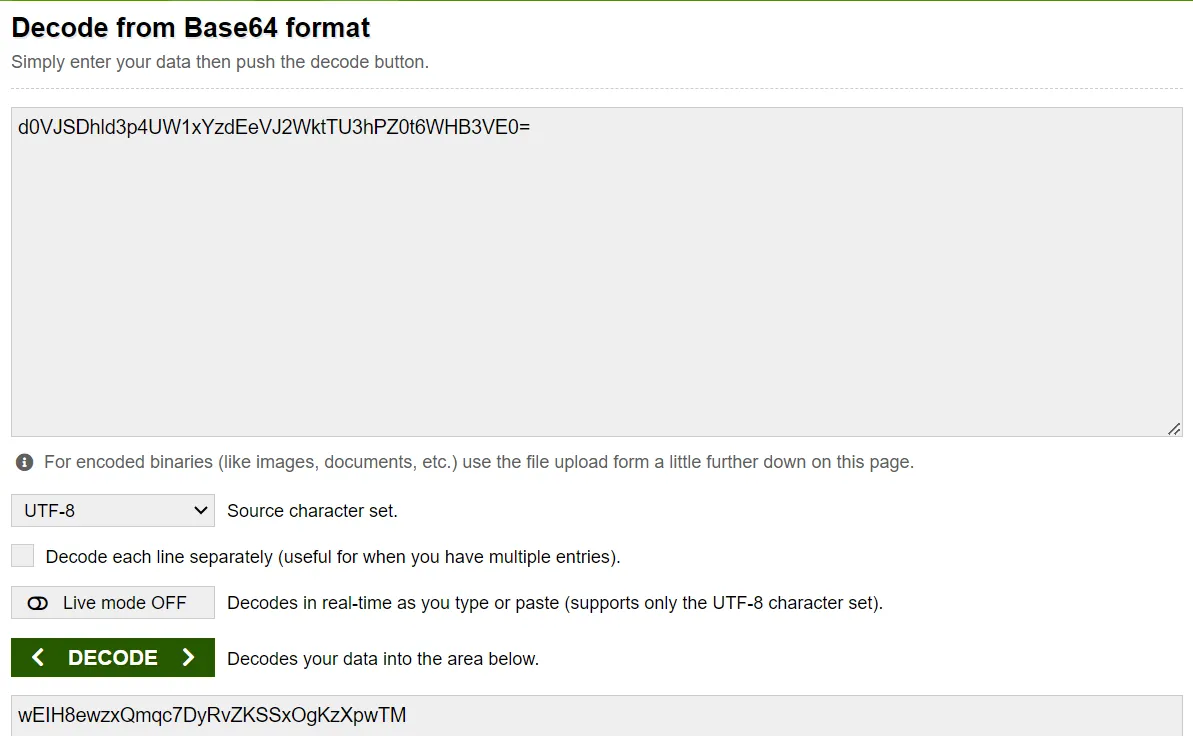 Decode from Base64 format
Simply enter your data then push the decode button.
d0VJSDhld3p4UW1xYzdEeVJ2WktTU3hPZ0t6WHB3VE0=
For encoded binaries (like images, documents, etc.) use the file upload form a little further down on this page.
UTF-8 Source character set.
Decode each line separately (useful for when you have multiple entries).
Live mode OFF Decodes in real-time as you type or paste (supports only the UTF-8 character set).
DECODE Decodes your data into the area below.
wEIH8ewzxQmqc7DyRvZKSSxOgKzXpwTM